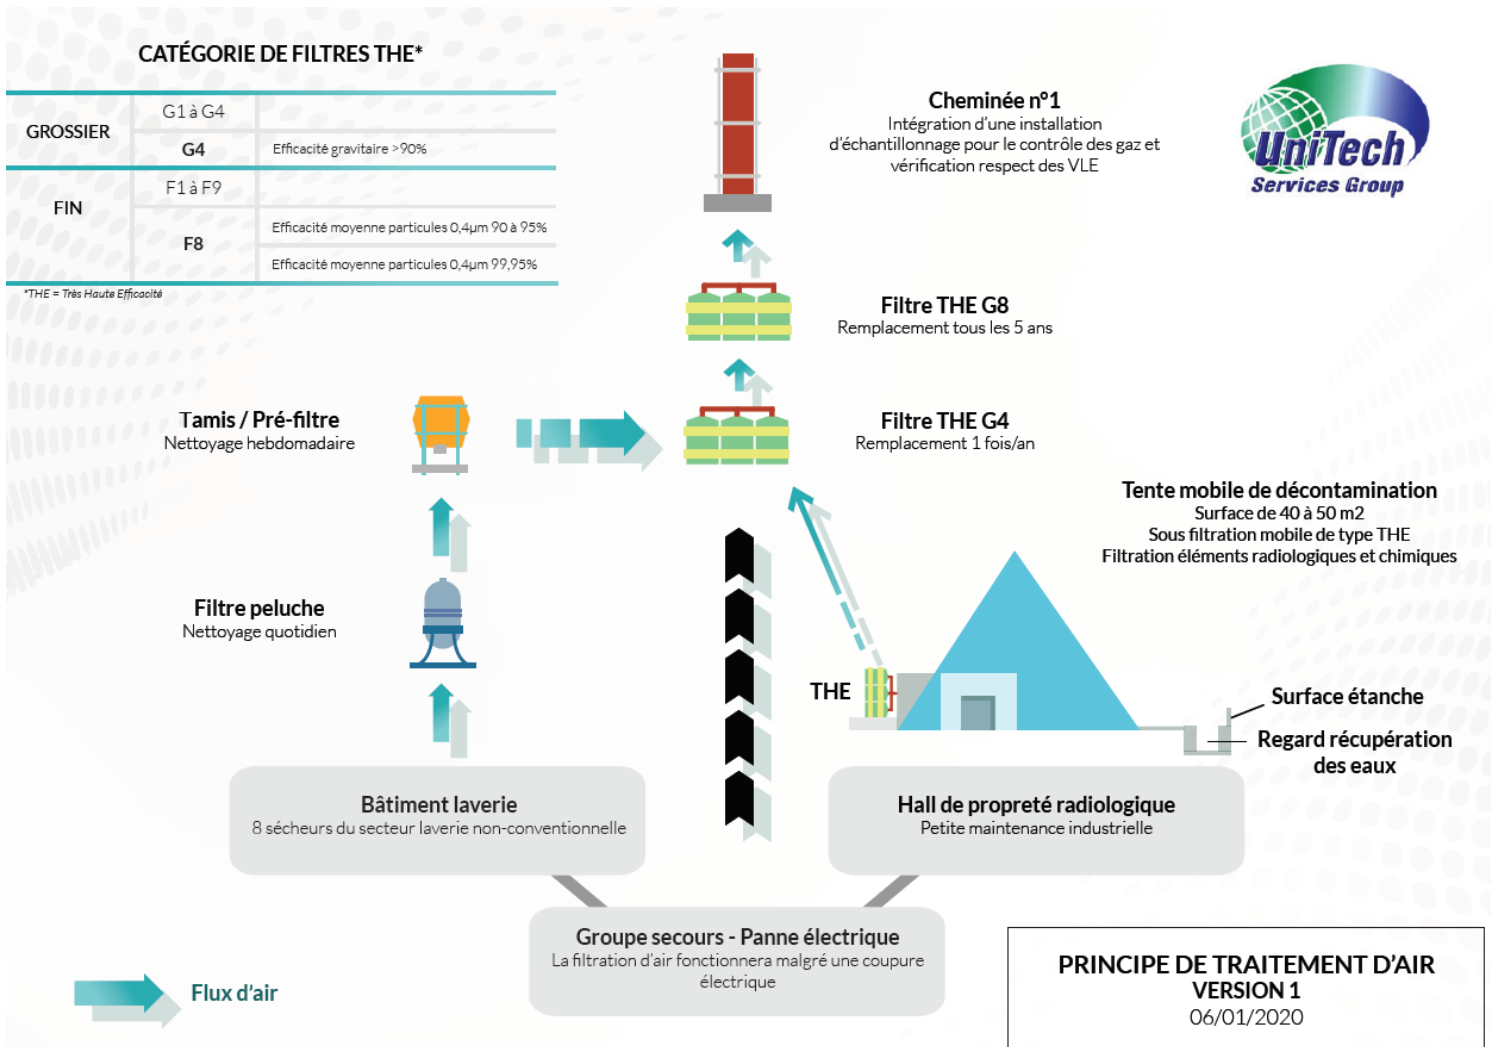 CATÉGORIE DE FILTRES THE*
GROSSIER
G1 à G4
G4
Efficacité gravitaire >90%
FIN
F1 à F9
F8
Efficacité moyenne particules 0,4µm 90 à 95%
Efficacité moyenne particules 0,4µm 99,95%
*THE = Très Haute Efficacité
Cheminée n°1
Intégration d'une installation
d'échantillonnage pour le contrôle des gaz et
vérification respect des VLE
UniTech
Services Group
Filtre THE G8
Remplacement tous les 5 ans
Tamis / Pré-filtre
Nettoyage hebdomadaire
Filtre THE G4
Remplacement 1 fois/an
Tente mobile de décontamination
Surface de 40 à 50 m2
Sous filtration mobile de type THE
Filtration éléments radiologiques et chimiques
Filtre peluche
Nettoyage quotidien
THE
Surface étanche
Regard récupération
des eaux
Bâtiment laverie
8 sécheurs du secteur laverie non-conventionnelle
Hall de propreté radiologique
Petite maintenance industrielle
Groupe secours - Panne électrique
La filtration d'air fonctionnera malgré une coupure
électrique
Flux d'air
PRINCIPE DE TRAITEMENT D'AIR
VERSION 1
06/01/2020